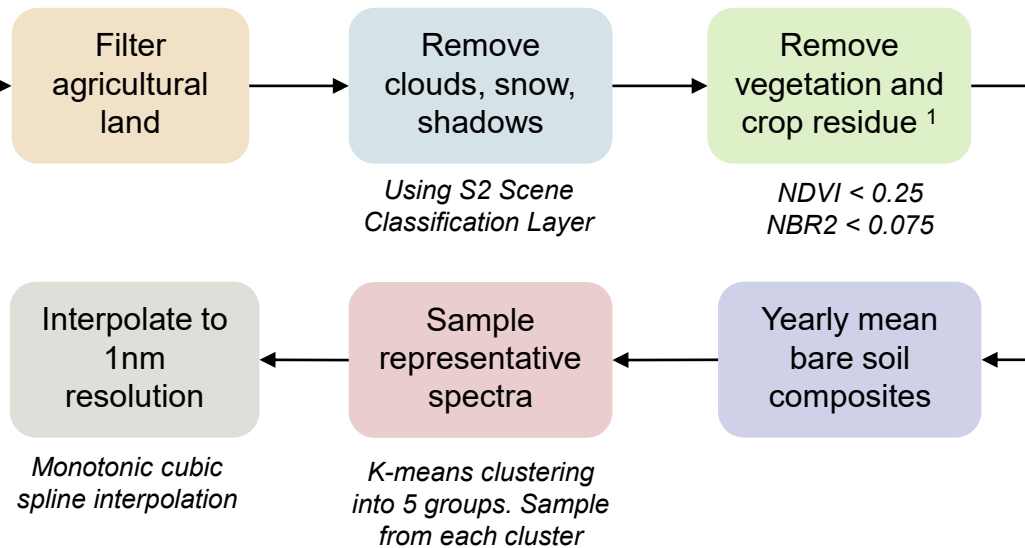 Filter
agricultural
land
Remove
clouds, snow,
shadows
Using S2 Scene
Classification Layer
Remove
vegetation and
crop residue ¹
NDVI < 0.25
NBR2 < 0.075
Yearly mean
bare soil
composites
Sample
representative
spectra
K-means clustering
into 5 groups. Sample
from each cluster
Interpolate to
1nm
resolution
Monotonic cubic
spline interpolation